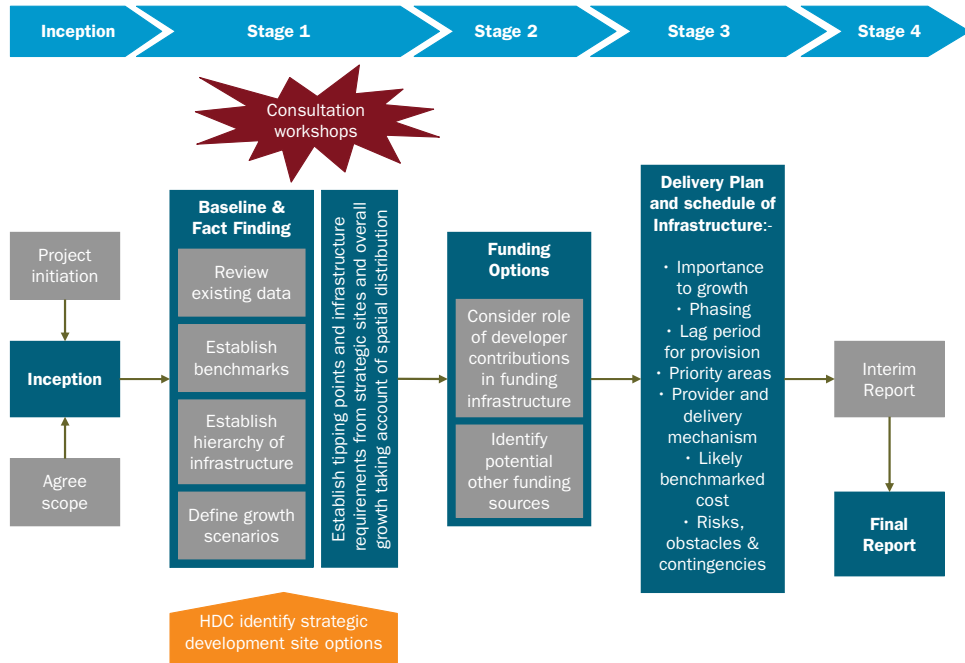 Inception
Stage 1
Stage 2
Stage 3
Stage 4
Consultation
workshops
Project
initiation
Inception
Agree
scope
Baseline &
Fact Finding
Review
existing data
Establish
benchmarks
Establish
hierarchy of
infrastructure
Define growth
scenarios
Establish tipping points and infrastructure
requirements from strategic sites and overall
growth taking account of spatial distribution
HDC identify strategic
development site options
Funding
Options
Consider role
of developer
contributions
in funding
infrastructure
Identify
potential
other funding
sources
Delivery Plan
and schedule of
Infrastructure:-
• Importance
to growth
• Phasing
• Lag period
for provision
• Priority areas
• Provider and
delivery
mechanism
• Likely
benchmarked
cost
• Risks,
obstacles &
contingencies
Interim
Report
Final
Report